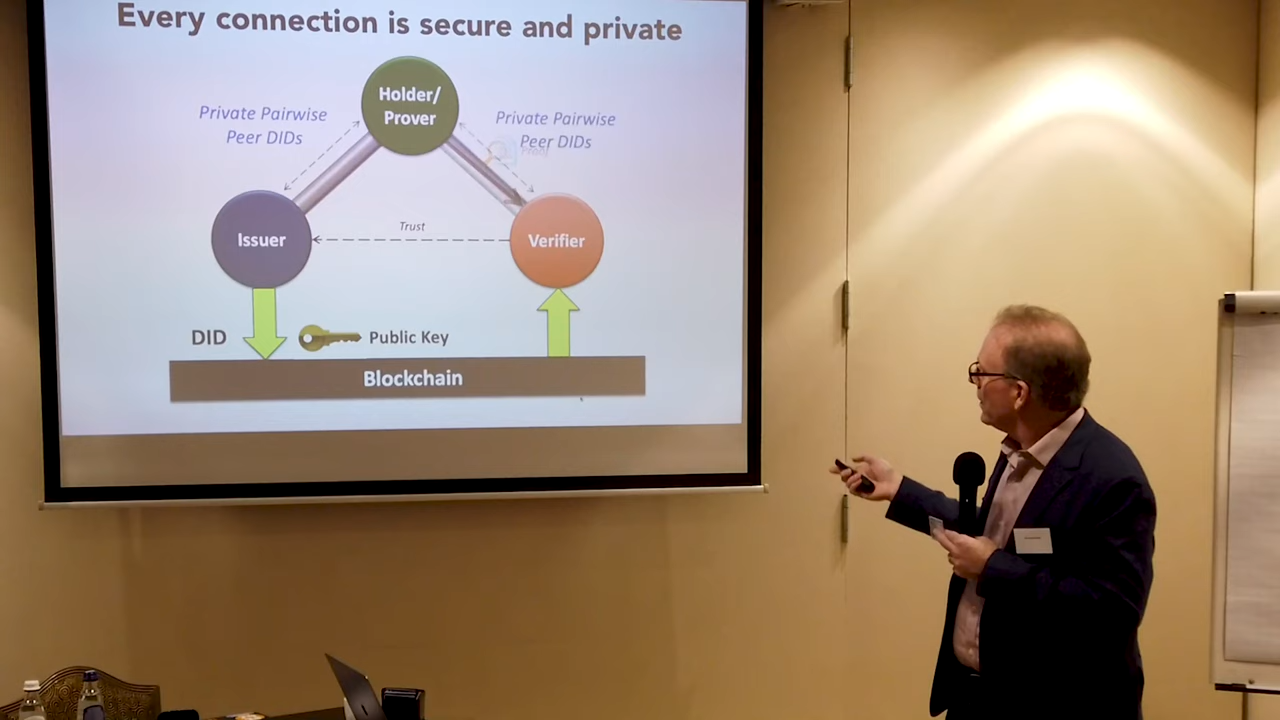 Every connection is secure and private
Holder/
Prover
Private Pairwise
Peer DIDs
Private Pairwise
Peer DIDs
Proof
Issuer
Trust
Verifier
DID
Public Key
Blockchain